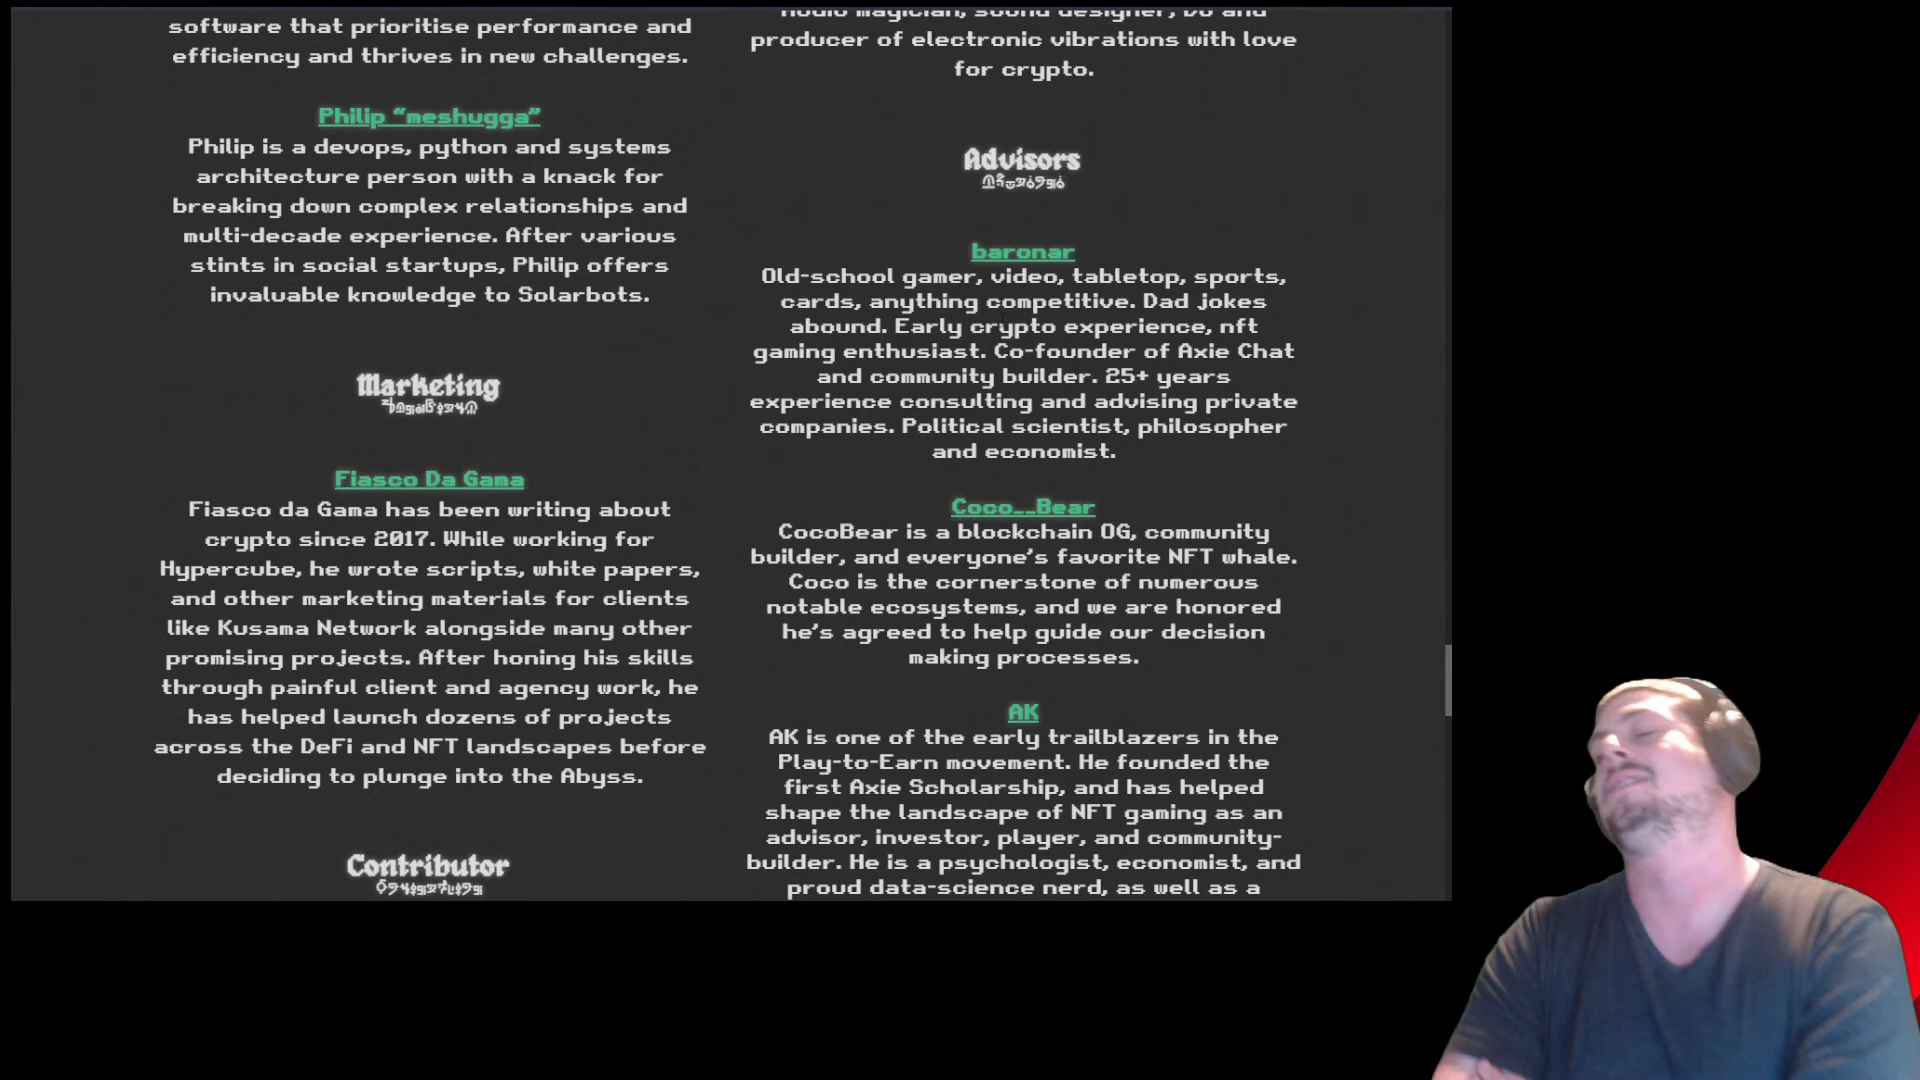 software that prioritise performance and
efficiency and thrives in new challenges.
Philip “meshugga”
Philip is a devops, python and systems
architecture person with a knack for
breaking down complex relationships and
multi-decade experience. After various
stints in social startups, Philip offers
invaluable knowledge to Solarbots.
Marketing
Fiasco Da Gama
Fiasco da Gama has been writing about
crypto since 2017. While working for
Hypercube, he wrote scripts, white papers,
and other marketing materials for clients
like Kusama Network alongside many other
promising projects. After honing his skills
through painful client and agency work, he
has helped launch dozens of projects
across the DeFi and NFT landscapes before
deciding to plunge into the Abyss.
Contributor
Audio magician, sound designer, DJ and
producer of electronic vibrations with love
for crypto.
Advisors
baronar
Old-school gamer, video, tabletop, sports,
cards, anything competitive. Dad jokes
abound. Early crypto experience, nft
gaming enthusiast. Co-founder of Axie Chat
and community builder. 25+ years
experience consulting and advising private
companies. Political scientist, philosopher
and economist.
Coco__Bear
CocoBear is a blockchain OG, community
builder, and everyone’s favorite NFT whale.
Coco is the cornerstone of numerous
notable ecosystems, and we are honored
he’s agreed to help guide our decision
making processes.
AK
AK is one of the early trailblazers in the
Play-to-Earn movement. He founded the
first Axie Scholarship, and has helped
shape the landscape of NFT gaming as an
advisor, investor, player, and community-
builder. He is a psychologist, economist, and
proud data-science nerd, as well as a